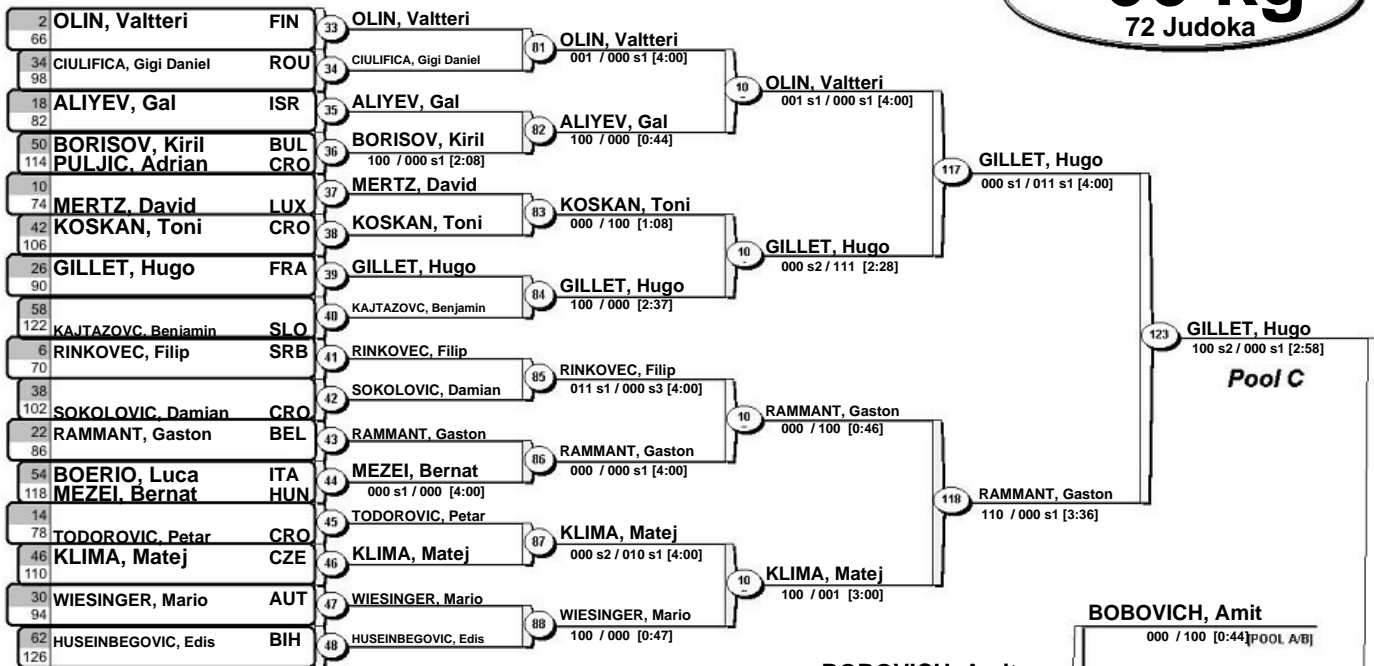 72 Judoka
2 OLIN, Valtteri FIN
66
34 CIULIFICA, Gigi Daniel ROU
98
18 ALIYEV, Gal ISR
82
50 BORISOV, Kiril BUL
114 PULJIC, Adrian CRO
10
74 MERTZ, David LUX
42 KOSKAN, Toni CRO
106
26 GILLET, Hugo FRA
90
58
122 KAJTAZOVC, Benjamin SLO
6 RINKOVEC, Filip SRB
70
38
102 SOKOLOVIC, Damian CRO
22 RAMMANT, Gaston BEL
86
54 BOERIO, Luca ITA
118 MEZEI, Bernat HUN
14
78 TODOROVIC, Petar CRO
46 KLIMA, Matej CZE
110
30 WIESINGER, Mario AUT
94
62 HUSEINBEGOVIC, Edis BIH
126
33 OLIN, Valtteri
34 CIULIFICA, Gigi Daniel
35 ALIYEV, Gal
36 BORISOV, Kiril
100 / 000 s1 [2:08]
37 MERTZ, David
38 KOSKAN, Toni
39 GILLET, Hugo
40 KAJTAZOVC, Benjamin
41 RINKOVEC, Filip
42 SOKOLOVIC, Damian
43 RAMMANT, Gaston
44 MEZEI, Bernat
000 s1 / 000 [4:00]
45 TODOROVIC, Petar
46 KLIMA, Matej
47 WIESINGER, Mario
48 HUSEINBEGOVIC, Edis
81 OLIN, Valtteri
001 / 000 s1 [4:00]
82 ALIYEV, Gal
100 / 000 [0:44]
83 KOSKAN, Toni
000 / 100 [1:08]
84 GILLET, Hugo
100 / 000 [2:37]
85 RINKOVEC, Filip
011 s1 / 000 s3 [4:00]
86 RAMMANT, Gaston
000 / 000 s1 [4:00]
87 KLIMA, Matej
000 s2 / 010 s1 [4:00]
88 WIESINGER, Mario
100 / 000 [0:47]
10 OLIN, Valtteri
001 s1 / 000 s1 [4:00]
10 GILLET, Hugo
000 s2 / 111 [2:28]
10 RAMMANT, Gaston
000 / 100 [0:46]
10 KLIMA, Matej
100 / 001 [3:00]
117 GILLET, Hugo
000 s1 / 011 s1 [4:00]
118 RAMMANT, Gaston
110 / 000 s1 [3:36]
123 GILLET, Hugo
100 s2 / 000 s1 [2:58]
Pool C
BOBOVICH, Amit
000 / 100 [0:44] [POOL A/B]